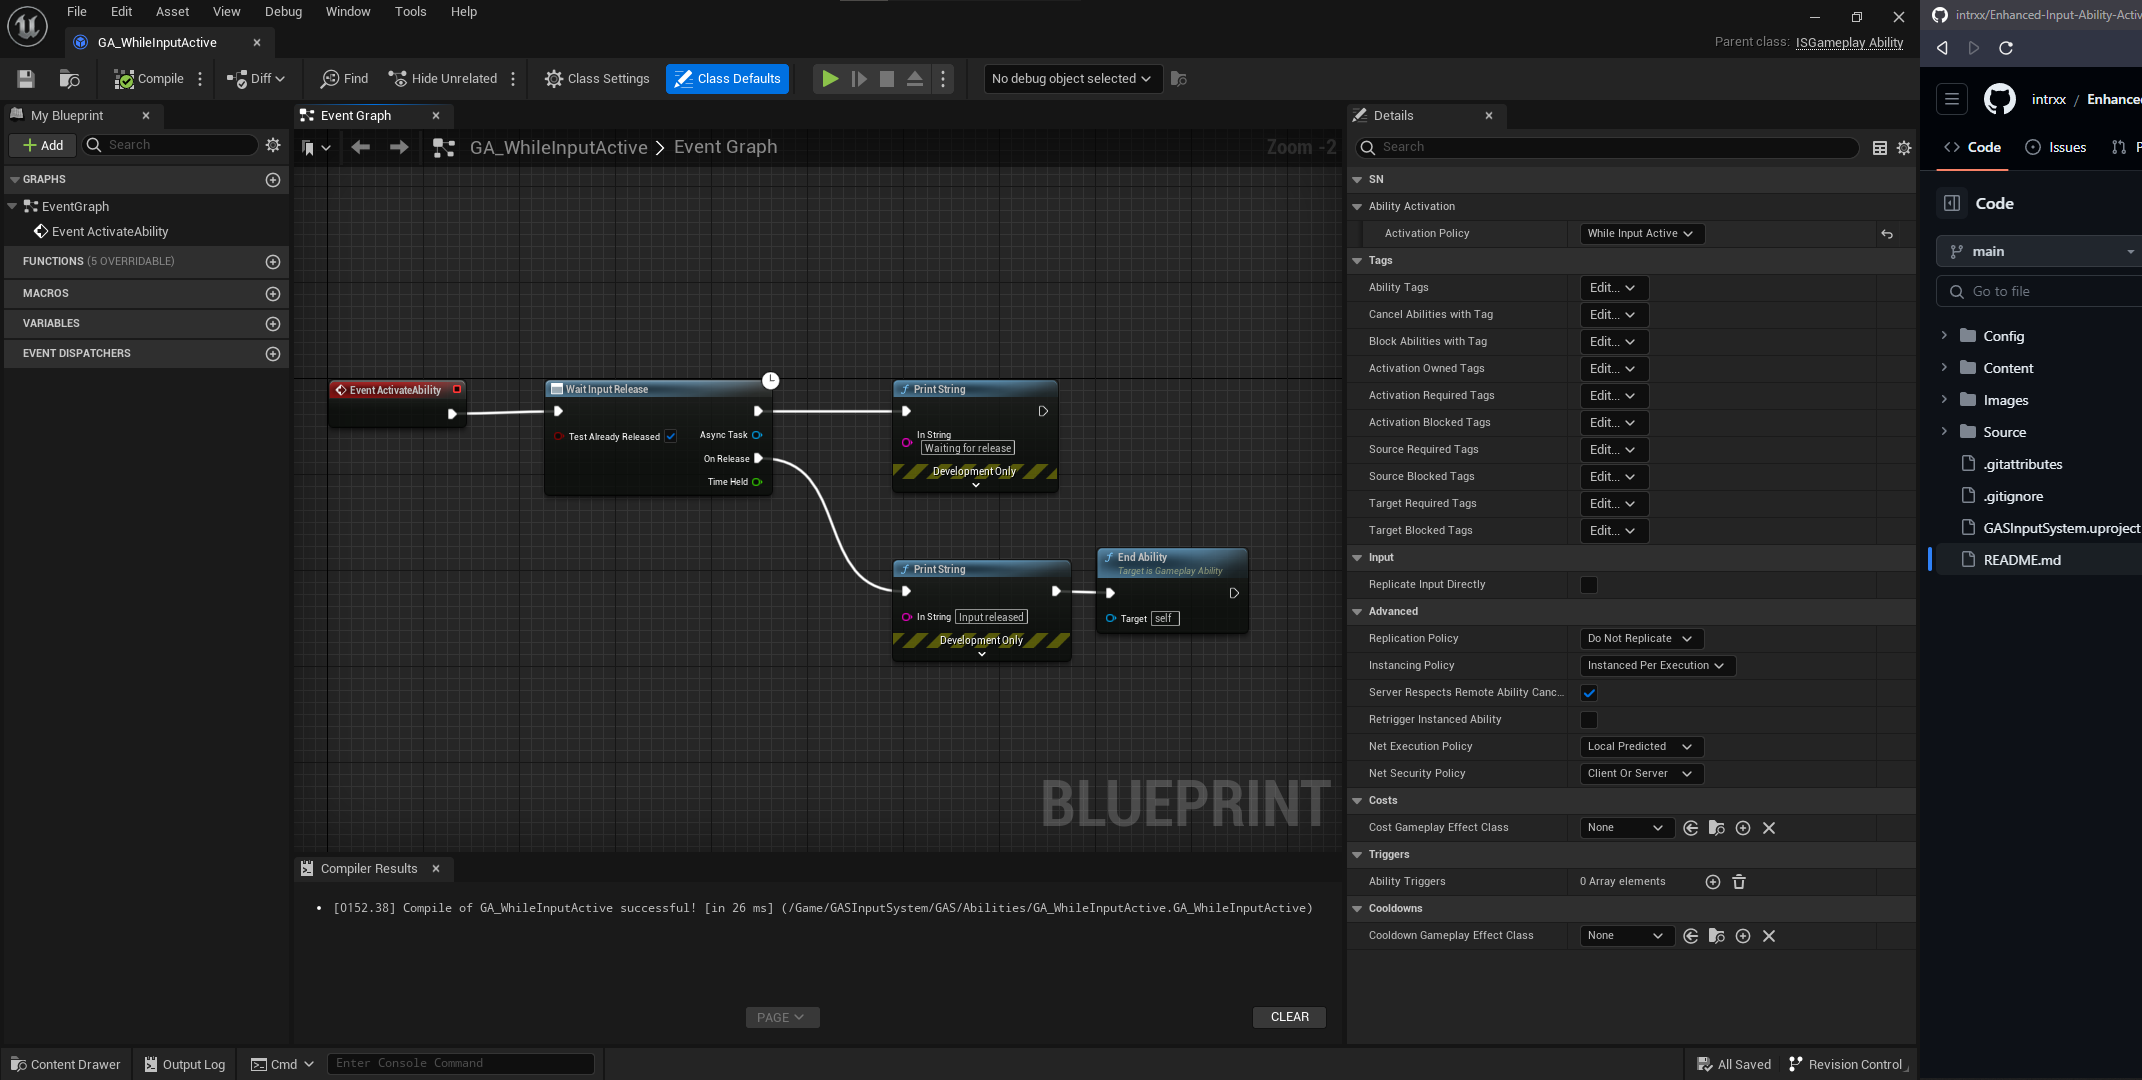 File Edit Asset View Debug Window Tools Help
GA_WhileInputActive
Parent class: ISGameplay Ability
Compile Diff Find Hide Unrelated Class Settings Class Defaults No debug object selected
My Blueprint
Add Search
GRAPHS
EventGraph
Event ActivateAbility
FUNCTIONS (5 OVERRIDABLE)
MACROS
VARIABLES
EVENT DISPATCHERS
Event Graph
GA_WhileInputActive > Event Graph Zoom -2
Event ActivateAbility
Wait Input Release
Test Already Released Async Task
On Release
Time Held
Print String
In String
Waiting for release
Development Only
Print String
In String Input released
Development Only
End Ability
Target is Gameplay Ability
Target self
BLUEPRINT
Compiler Results
• [0152.38] Compile of GA_WhileInputActive successful! [in 26 ms] (/Game/GASInputSystem/GAS/Abilities/GA_WhileInputActive.GA_WhileInputActive)
PAGE CLEAR
Details
Search
SN
Ability Activation
Activation Policy While Input Active
Tags
Ability Tags Edit...
Cancel Abilities with Tag Edit...
Block Abilities with Tag Edit...
Activation Owned Tags Edit...
Activation Required Tags Edit...
Activation Blocked Tags Edit...
Source Required Tags Edit...
Source Blocked Tags Edit...
Target Required Tags Edit...
Target Blocked Tags Edit...
Input
Replicate Input Directly
Advanced
Replication Policy Do Not Replicate
Instancing Policy Instanced Per Execution
Server Respects Remote Ability Canc...
Retrigger Instanced Ability
Net Execution Policy Local Predicted
Net Security Policy Client Or Server
Costs
Cost Gameplay Effect Class None
Triggers
Ability Triggers 0 Array elements
Cooldowns
Cooldown Gameplay Effect Class None
Content Drawer Output Log Cmd Enter Console Command All Saved Revision Control
intrxx/Enhanced-Input-Ability-Activ
intrxx / Enhance
Code Issues P
Code
main
Go to file
Config
Content
Images
Source
.gitattributes
.gitignore
GASInputSystem.uproject
README.md